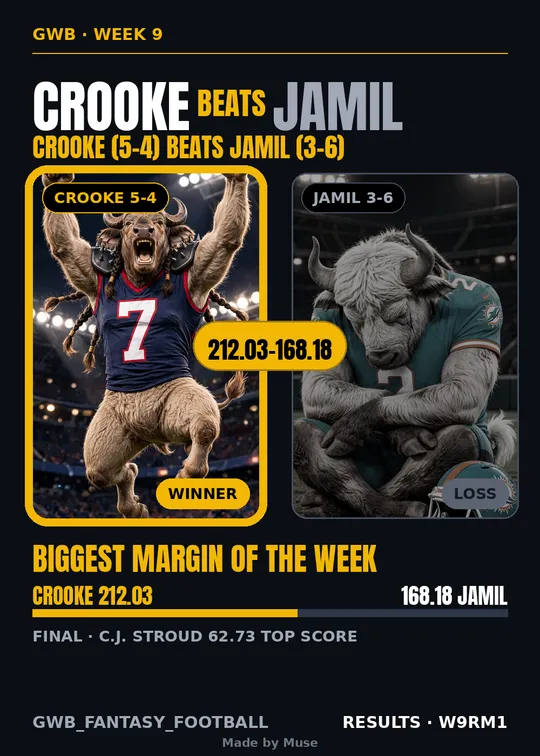 GWB · WEEK 9
CROOKE BEATS JAMIL
CROOKE (5-4) BEATS JAMIL (3-6)
CROOKE 5-4
JAMIL 3-6
7
2
212.03-168.18
WINNER
LOSS
BIGGEST MARGIN OF THE WEEK
CROOKE 212.03
168.18 JAMIL
FINAL · C.J. STROUD 62.73 TOP SCORE
GWB_FANTASY_FOOTBALL
RESULTS · W9RM1
Made by Muse